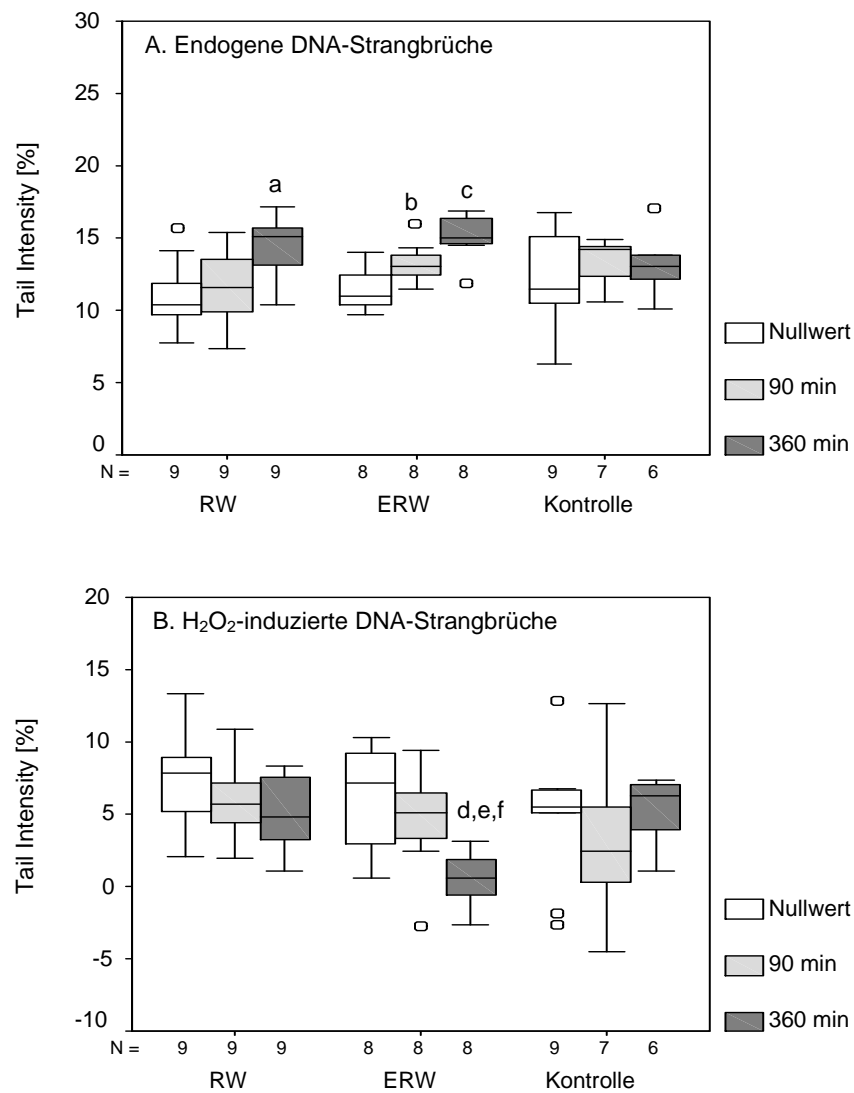 30
A. Endogene DNA-Strangbrüche
25
20
a
b
c
15
10
5
0
Tail Intensity [%]
Nullwert
90 min
360 min
N = 9 9 9 8 8 8 9 7 6
RW ERW Kontrolle
20
B. H₂O₂-induzierte DNA-Strangbrüche
15
10
d,e,f
5
0
-5
-10
Tail Intensity [%]
Nullwert
90 min
360 min
N = 9 9 9 8 8 8 9 7 6
RW ERW Kontrolle